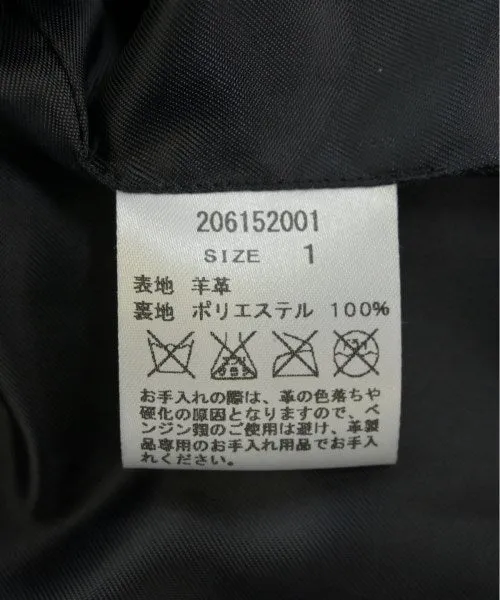 206152001
SIZE 1
表地 羊革
裏地 ポリエステル 100%
お手入れの際は、革の色落ちや
硬化の原因となりますので、ベ
ンジン類のご使用は避け、革製
品専用のお手入れ用品でお手入
れください。